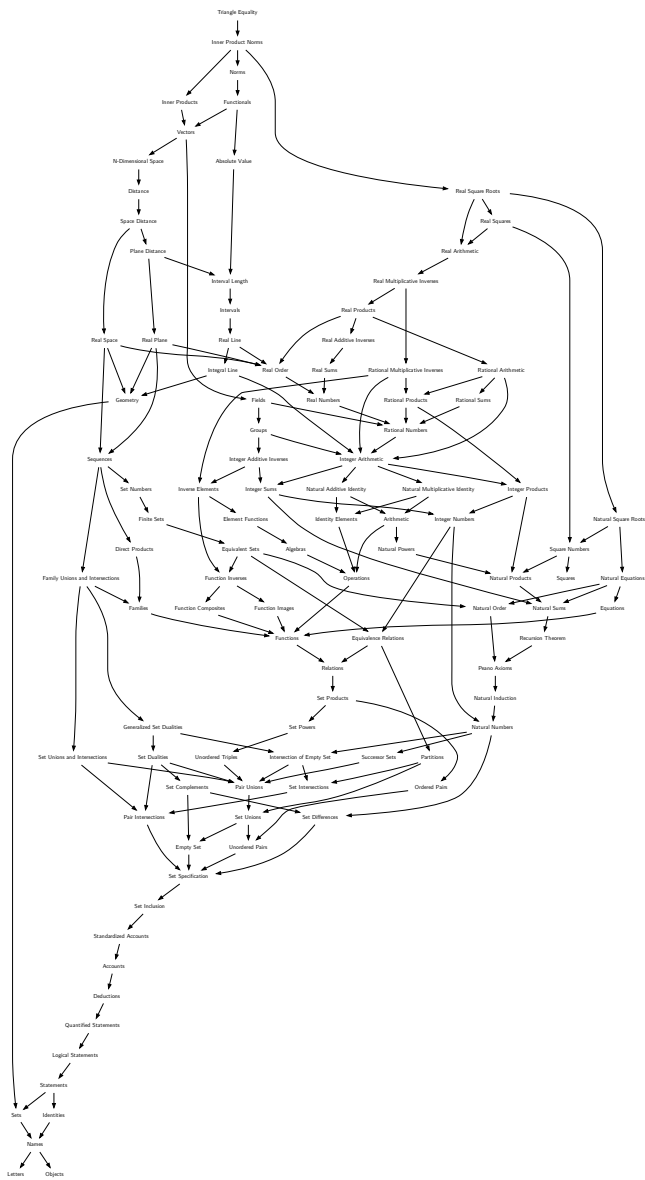 Triangle Equality
Inner Product Norms
Norms
Inner Products
Functionals
Vectors
N-Dimensional Space
Absolute Value
Distance
Real Square Roots
Space Distance
Real Squares
Plane Distance
Real Arithmetic
Interval Length
Real Multiplicative Inverses
Intervals
Real Products
Real Space
Real Plane
Real Line
Real Additive Inverses
Integral Line
Real Order
Real Sums
Rational Multiplicative Inverses
Rational Arithmetic
Geometry
Fields
Real Numbers
Rational Products
Rational Sums
Groups
Rational Numbers
Sequences
Integer Additive Inverses
Integer Arithmetic
Set Numbers
Inverse Elements
Integer Sums
Natural Additive Identity
Natural Multiplicative Identity
Integer Products
Finite Sets
Element Functions
Identity Elements
Arithmetic
Integer Numbers
Natural Square Roots
Direct Products
Equivalent Sets
Algebras
Natural Powers
Square Numbers
Family Unions and Intersections
Function Inverses
Operations
Natural Products
Squares
Natural Equations
Families
Function Composites
Function Images
Natural Order
Natural Sums
Equations
Functions
Equivalence Relations
Recursion Theorem
Relations
Peano Axioms
Set Products
Natural Induction
Generalized Set Dualities
Set Powers
Natural Numbers
Set Unions and Intersections
Set Dualities
Unordered Triples
Intersection of Empty Set
Successor Sets
Partitions
Set Complements
Pair Unions
Set Intersections
Ordered Pairs
Pair Intersections
Set Unions
Set Differences
Empty Set
Unordered Pairs
Set Specification
Set Inclusion
Standardized Accounts
Accounts
Deductions
Quantified Statements
Logical Statements
Statements
Sets
Identities
Names
Letters
Objects